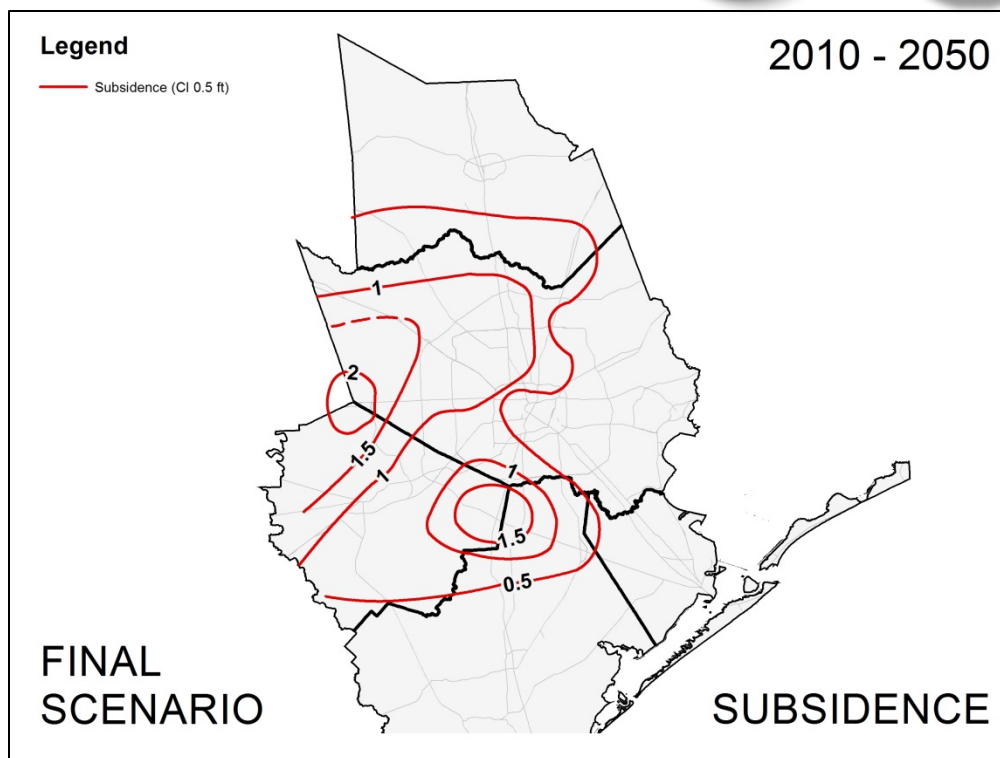 Legend
2010 - 2050
Subsidence (CI 0.5 ft)
1
2
1.5
1
1
1.5
0.5
FINAL
SCENARIO
SUBSIDENCE